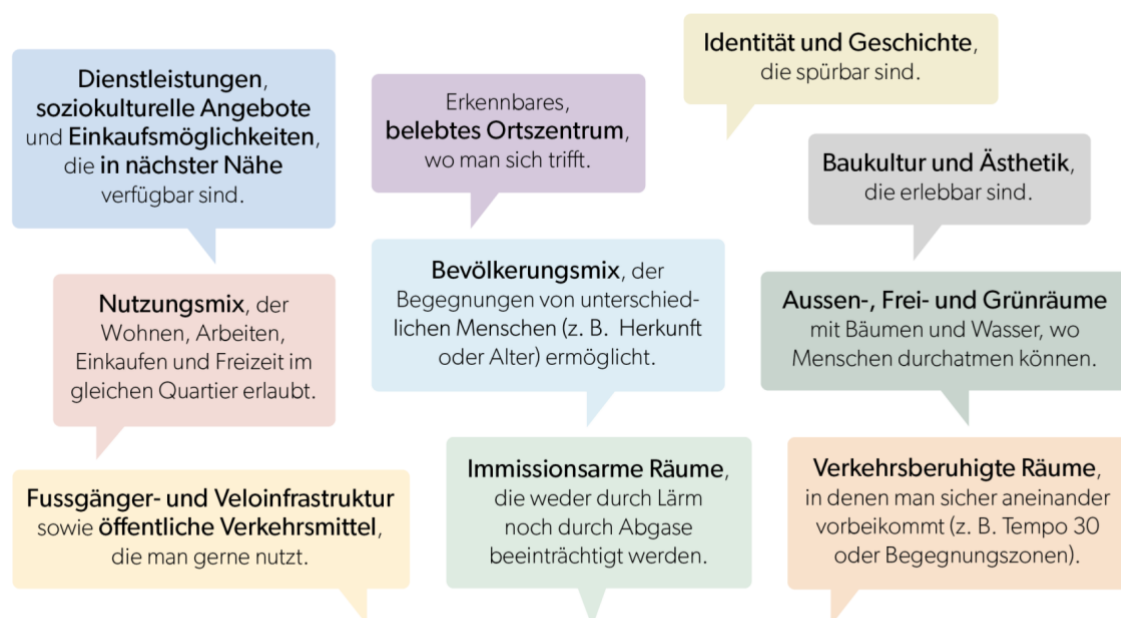 Dienstleistungen,
soziokulturelle Angebote
und Einkaufsmöglichkeiten,
die in nächster Nähe
verfügbar sind.
Erkennbares,
belebtes Ortszentrum,
wo man sich trifft.
Identität und Geschichte,
die spürbar sind.
Baukultur und Ästhetik,
die erlebbar sind.
Nutzungsmix, der
Wohnen, Arbeiten,
Einkaufen und Freizeit im
gleichen Quartier erlaubt.
Bevölkerungsmix, der
Begegnungen von unterschied-
lichen Menschen (z. B. Herkunft
oder Alter) ermöglicht.
Aussen-, Frei- und Grünräume
mit Bäumen und Wasser, wo
Menschen durchatmen können.
Fussgänger- und Veloinfrastruktur
sowie öffentliche Verkehrsmittel,
die man gerne nutzt.
Immissionsarme Räume,
die weder durch Lärm
noch durch Abgase
beeinträchtigt werden.
Verkehrsberuhigte Räume,
in denen man sicher aneinander
vorbeikommt (z. B. Tempo 30
oder Begegnungszonen).